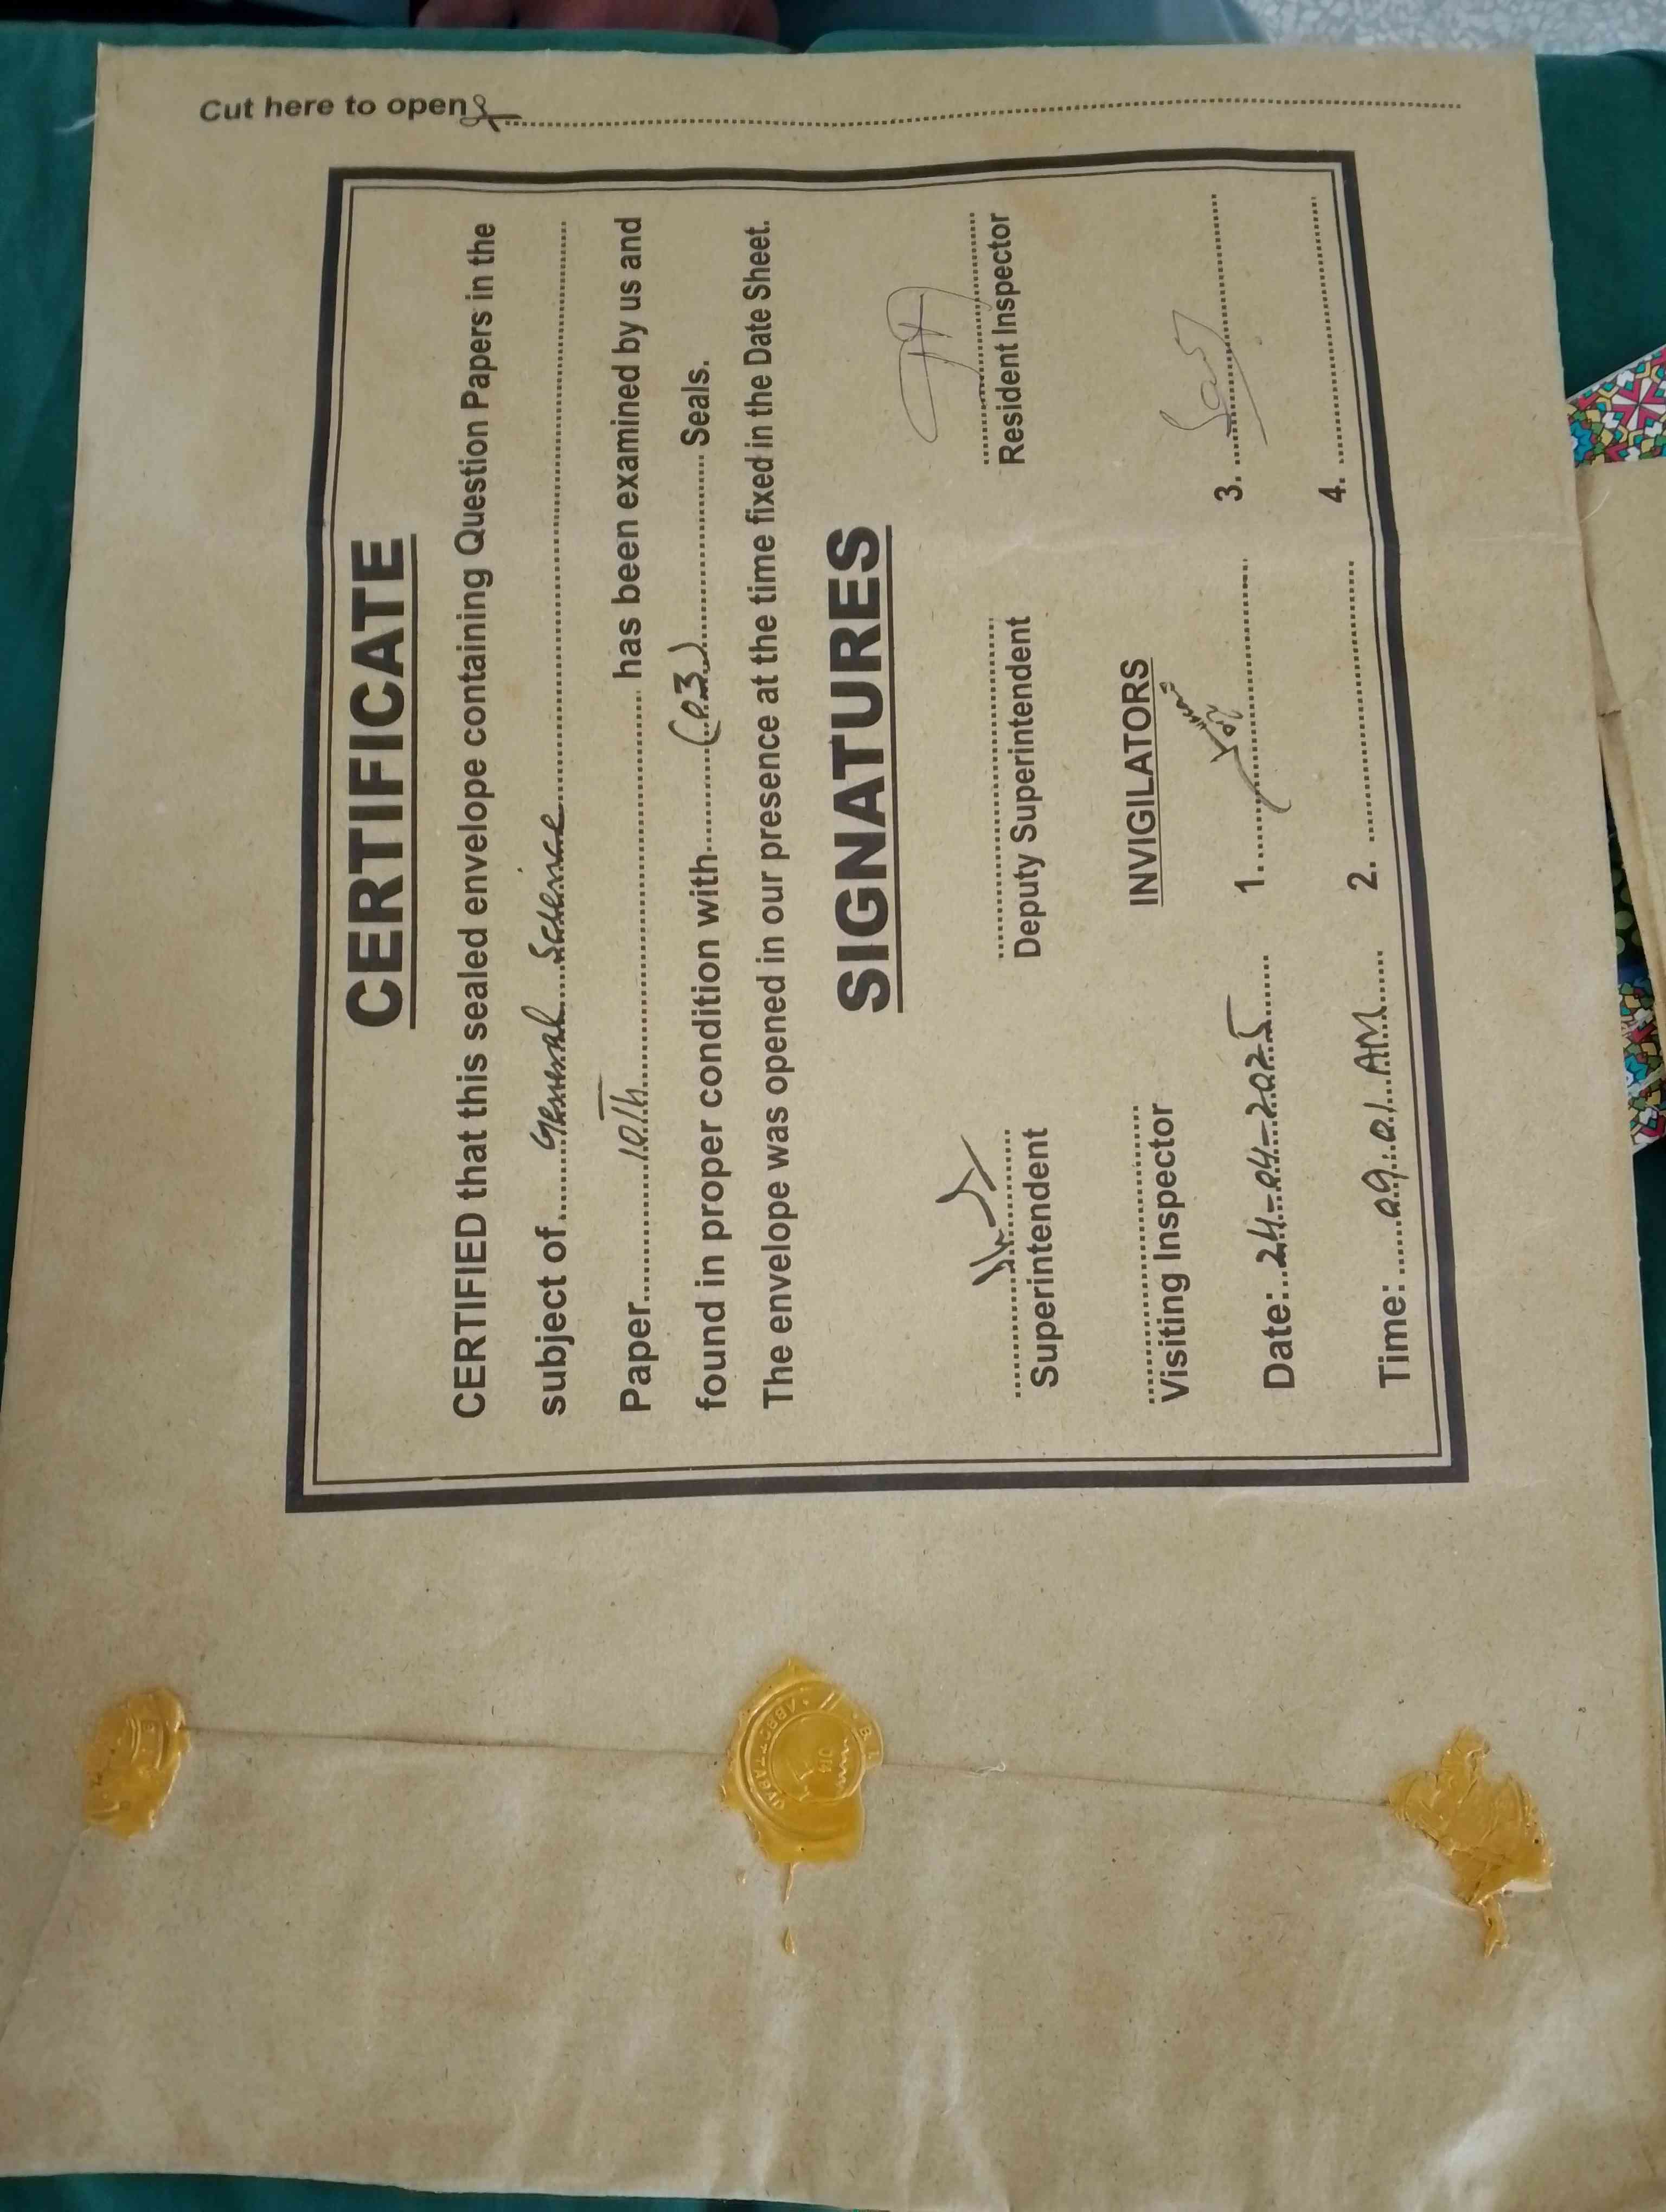 Cut here to open
CERTIFICATE
CERTIFIED that this sealed envelope containing Question Papers in the
subject of General Science
Paper 10th has been examined by us and
found in proper condition with (03) Seals.
The envelope was opened in our presence at the time fixed in the Date Sheet.
SIGNATURES
Superintendent Deputy Superintendent Resident Inspector
Visiting Inspector INVIGILATORS
Date: 24-04-2025 1. 3.
Time: 09:01 AM 2. 4.
ABBOTTABAD